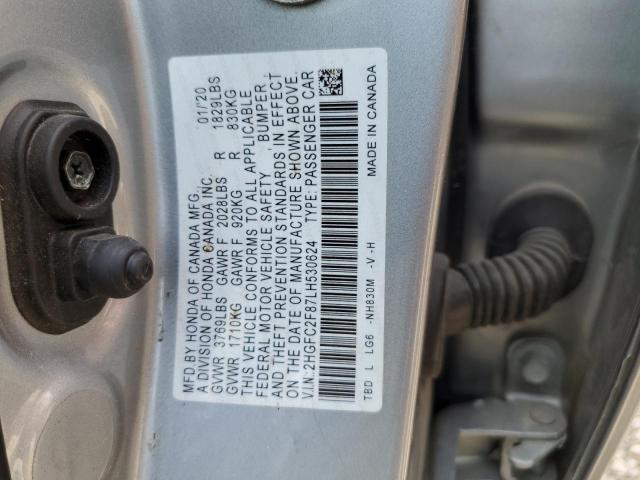 MFD.BY HONDA OF CANADA MFG., 01/20
A DIVISION OF HONDA CANADA INC.
GVWR 3769LBS GAWR F 2028LBS R 1829LBS
GVWR 1710KG GAWR F 920KG R 830KG
THIS VEHICLE CONFORMS TO ALL APPLICABLE
FEDERAL MOTOR VEHICLE SAFETY, BUMPER,
AND THEFT PREVENTION STANDARDS IN EFFECT
ON THE DATE OF MANUFACTURE SHOWN ABOVE.
V.I.N.:2HGFC2F87LH530624 TYPE: PASSENGER CAR
TBD L LG6 -NH830M -V -H MADE IN CANADA